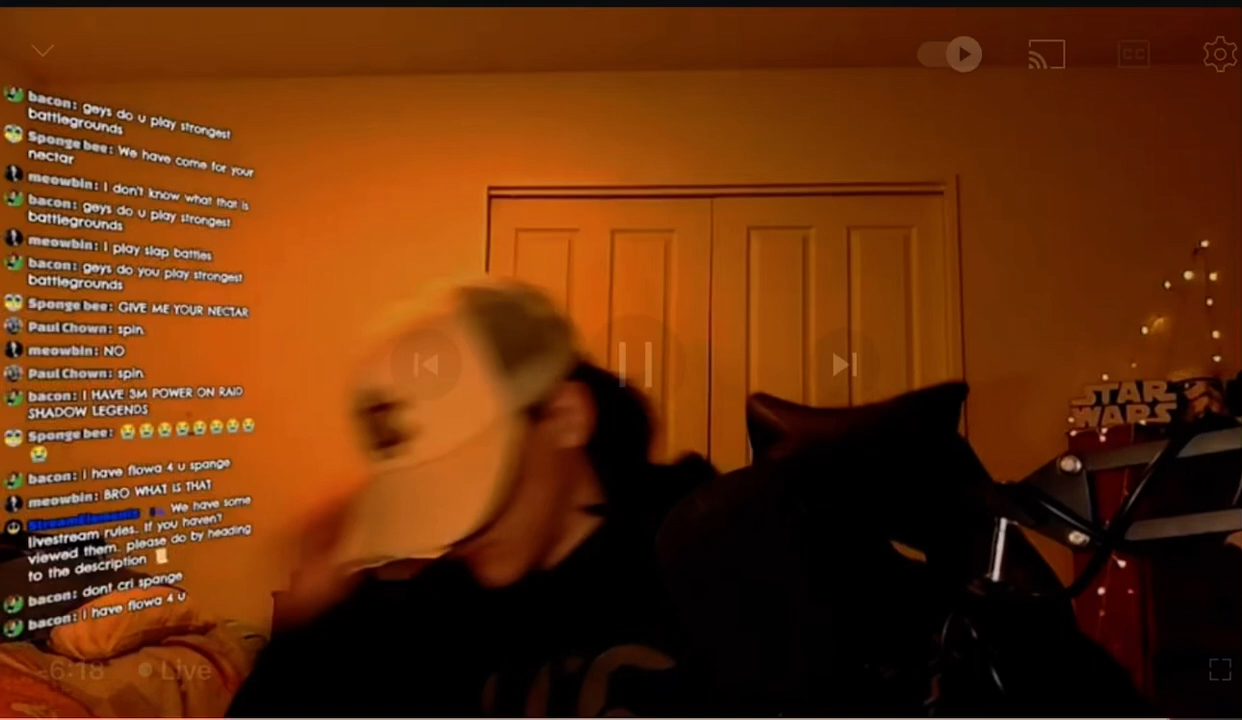 CC
bacon: geys do u play strongest
battlegrounds
Sponge bee: We have come for your
nectar
meowbin: I don't know what that is
bacon: geys do u play strongest
battlegrounds
meowbin: I play slap battles
bacon: geys do you play strongest
battlegrounds
Sponge bee: GIVE ME YOUR NECTAR
Paul Chown: spin
meowbin: NO
Paul Chown: spin
bacon: I HAVE 3M POWER ON RAID
SHADOW LEGENDS
Sponge bee: 😭😭😭😭😭😭😭😭
😭
bacon: i have flowa 4 u spange
meowbin: BRO WHAT IS THAT
StreamElements We have some
livestream rules. If you haven't
viewed them, please do by heading
to the description
bacon: dont cri spange
bacon: i have flowa 4 u
STAR
WARS
-6:18 Live